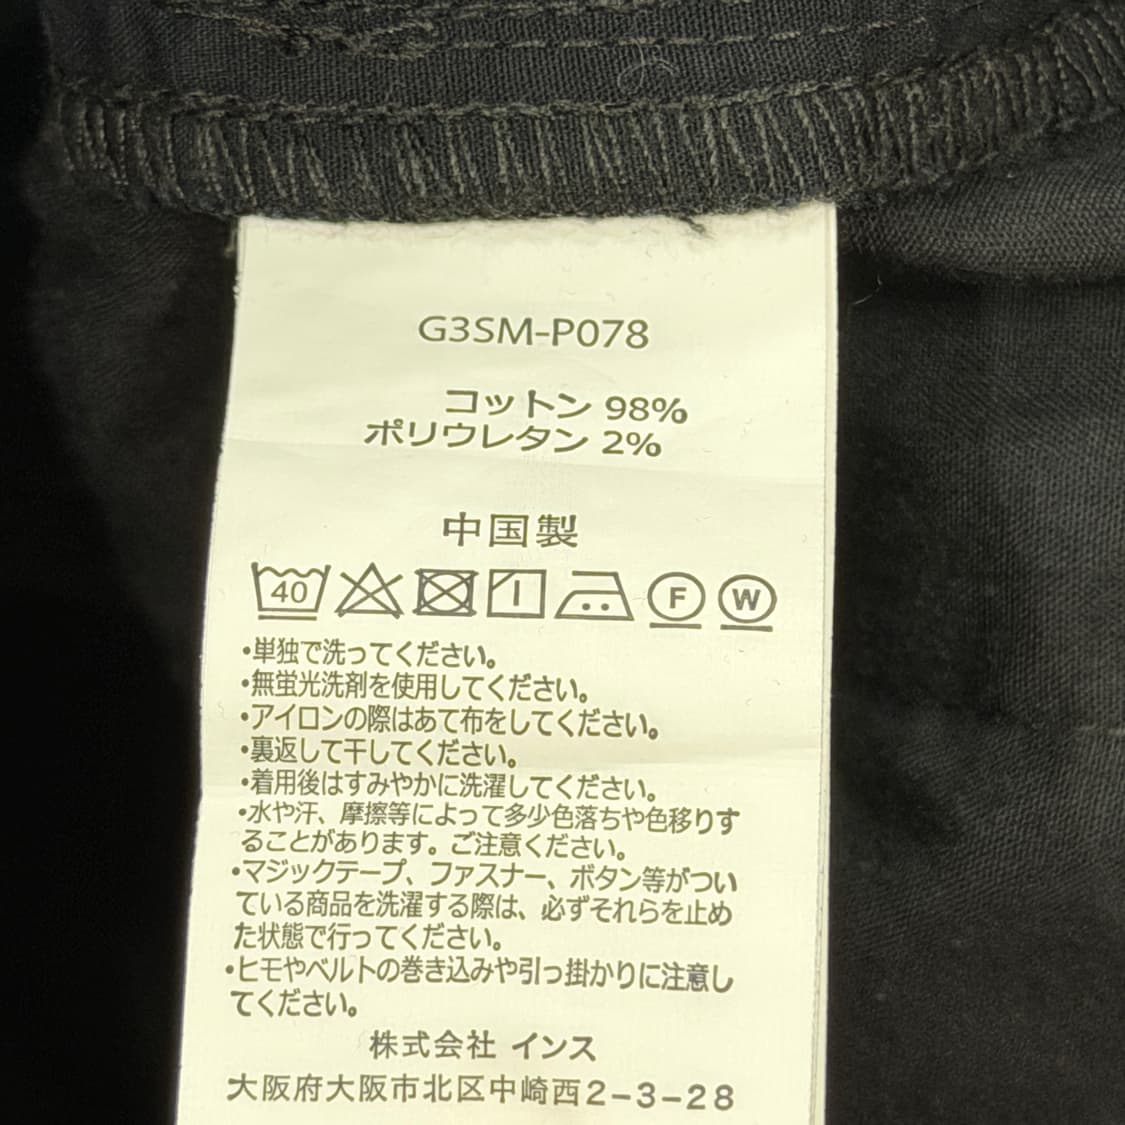 G3SM-P078
コットン 98%
ポリウレタン 2%
中国製
40 F W
•単独で洗ってください。
•無蛍光洗剤を使用してください。
•アイロンの際はあて布をしてください。
•裏返して干してください。
•着用後はすみやかに洗濯してください。
•水や汗、摩擦等によって多少色落ちや色移りす
ることがあります。ご注意ください。
•マジックテープ、ファスナー、ボタン等がつい
ている商品を洗濯する際は、必ずそれらを止め
た状態で行ってください。
•ヒモやベルトの巻き込みや引っ掛かりに注意し
てください。
株式会社 インス
大阪府大阪市北区中崎西2-3-28